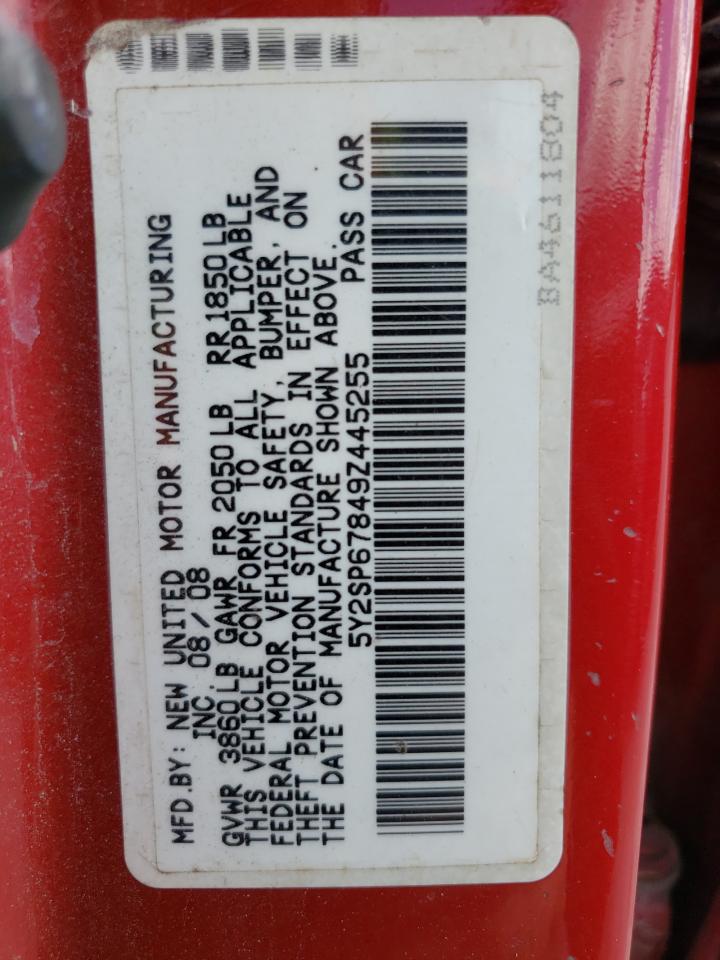 MFD.BY: NEW UNITED MOTOR MANUFACTURING
INC. 08/08
GVWR 3860LB GAWR FR 2050LB RR 1850LB
THIS VEHICLE CONFORMS TO ALL APPLICABLE
FEDERAL MOTOR VEHICLE SAFETY, BUMPER, AND
THEFT PREVENTION STANDARDS IN EFFECT ON
THE DATE OF MANUFACTURE SHOWN ABOVE.
5Y2SP67849Z445255 PASS CAR
BA4611804